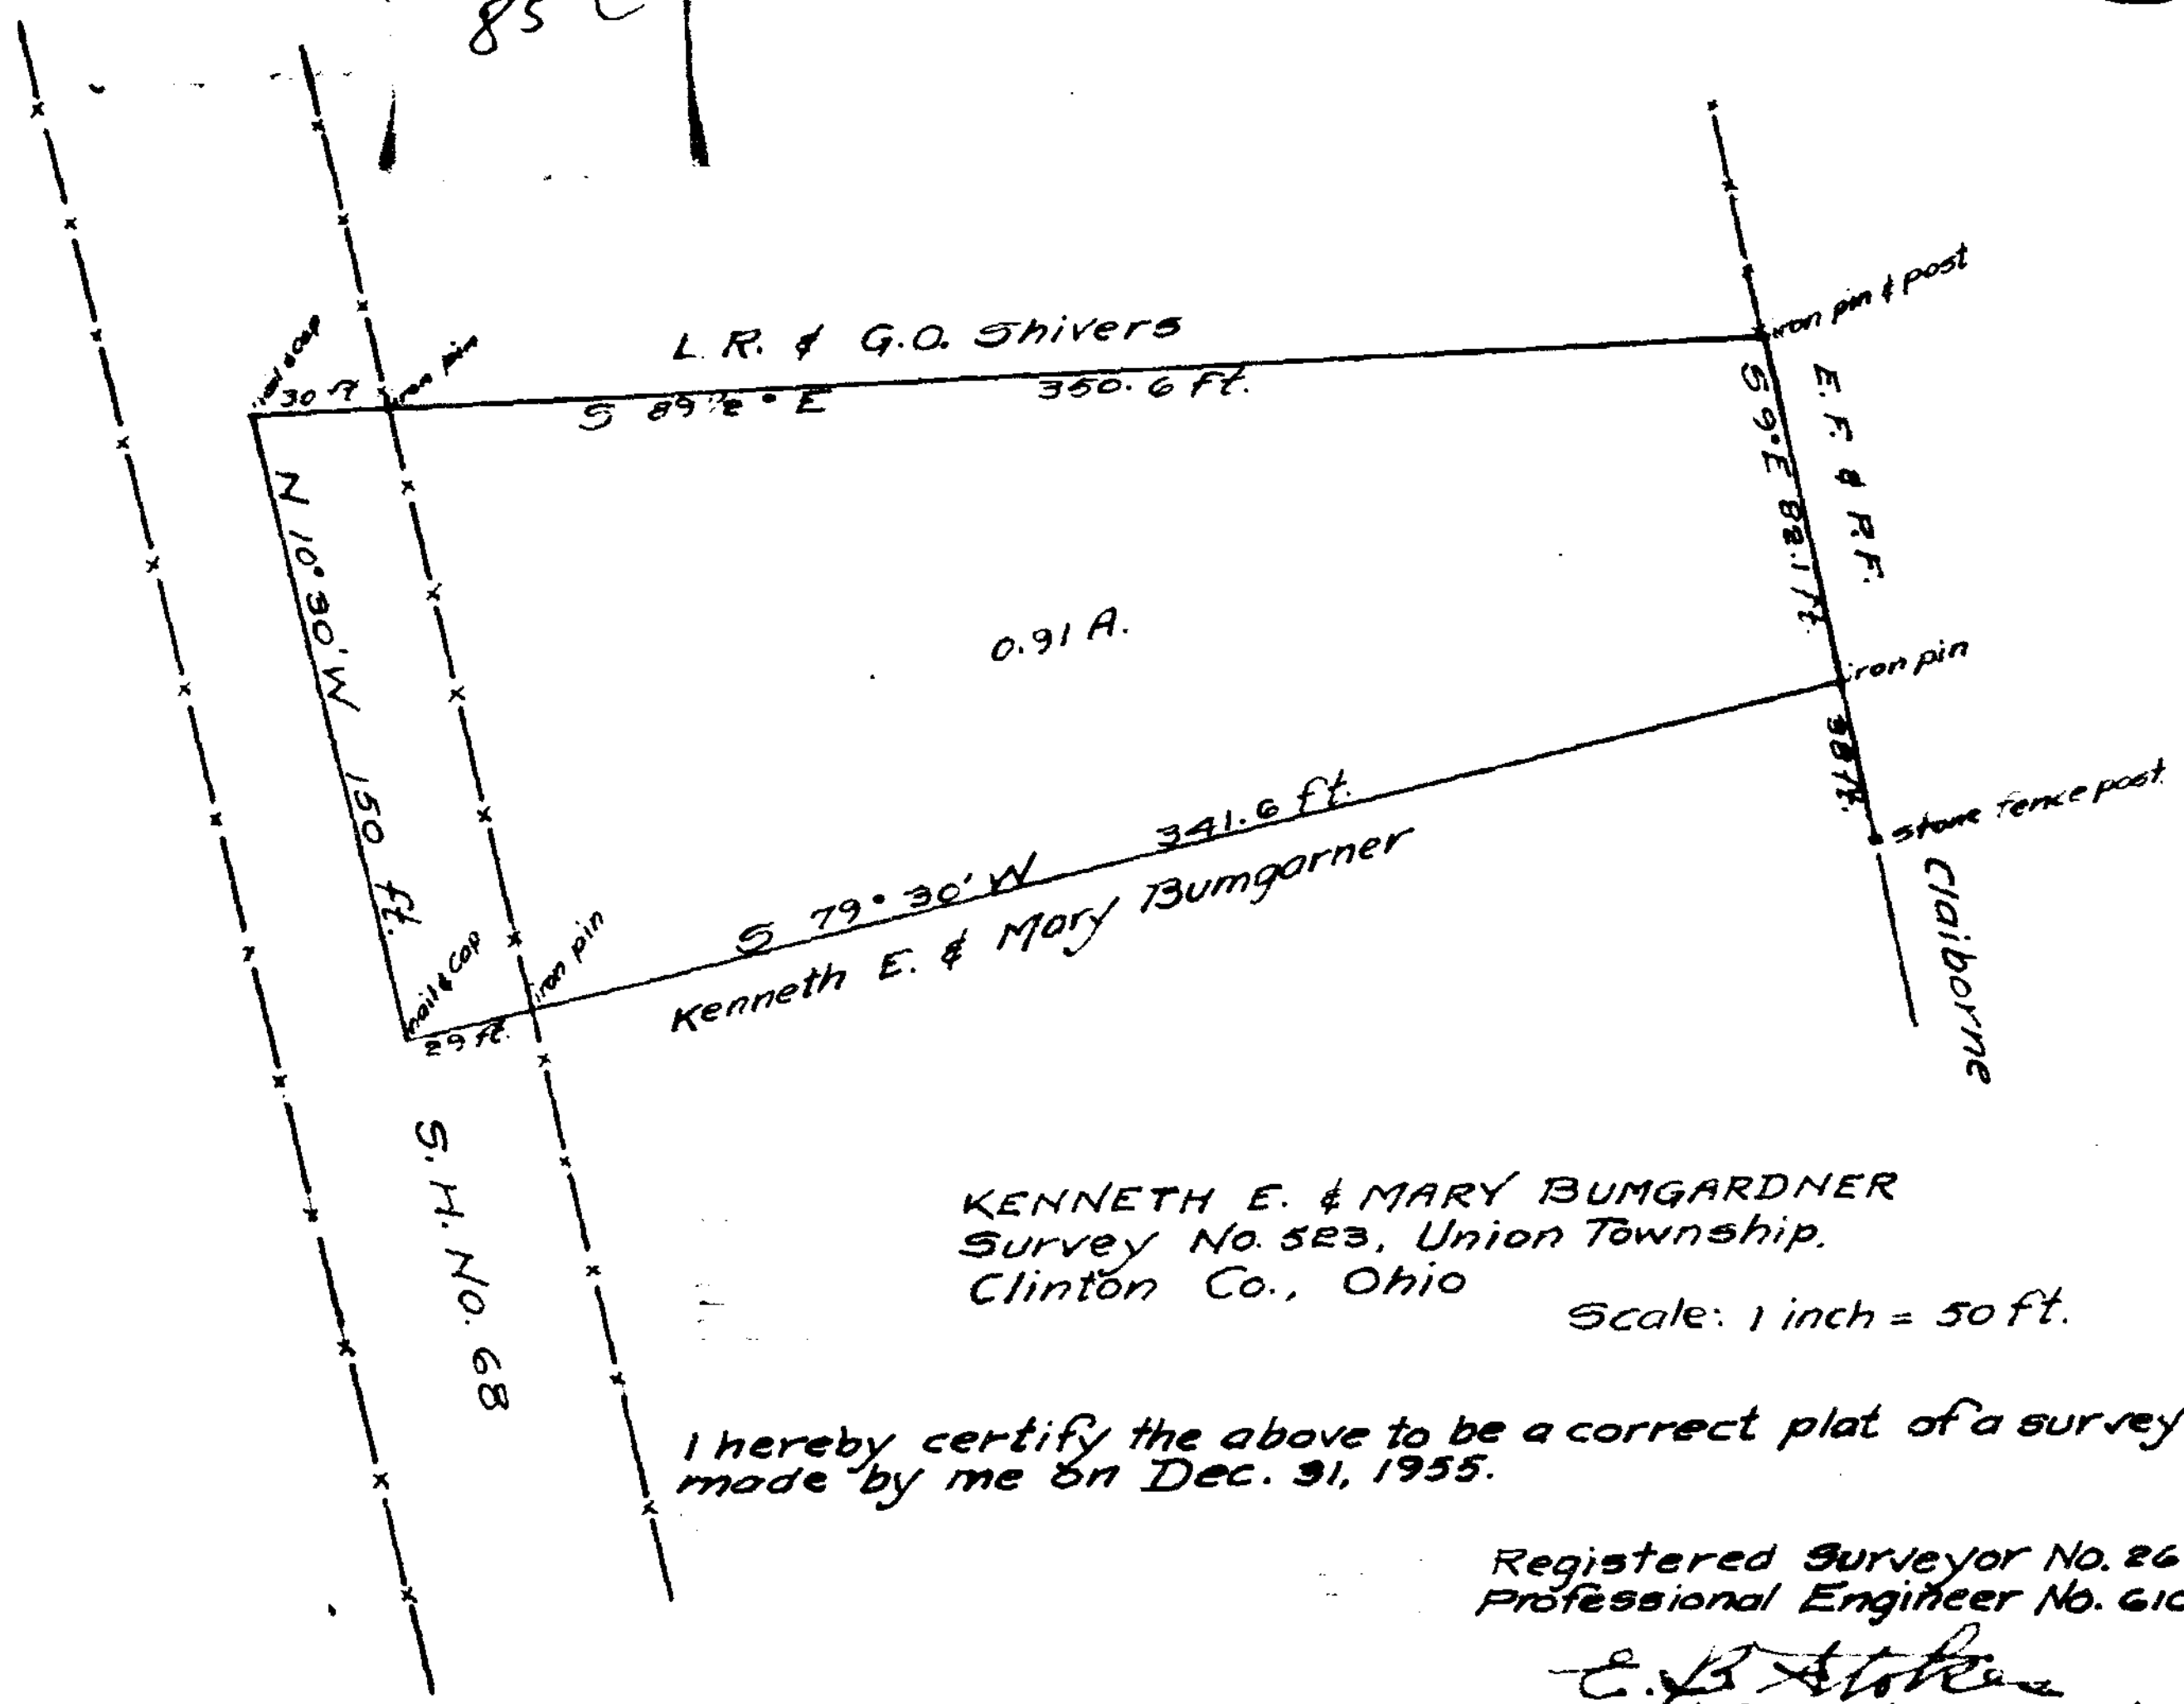 85
iron pin & post
L. R. & G.O. Shivers
30 ft
iron pin
S 89½° E 350.6 ft.
S 9° E 82.1 ft.
E. F. & R. F. Claiborne
N 10° 30' W 150 ft.
0.91 A.
iron pin
38 ft.
stone fence post.
341.6 ft.
S 79° 30' W
Kenneth E. & Mary Bumgarner
nail & cap
iron pin
29 ft.
S. H. No. 68
KENNETH E. & MARY BUMGARDNER
Survey No. 523, Union Township,
Clinton Co., Ohio
Scale: 1 inch = 50 ft.
I hereby certify the above to be a correct plat of a survey
made by me on Dec. 31, 1955.
Registered Surveyor No. 26
Professional Engineer No. 610
E. B.